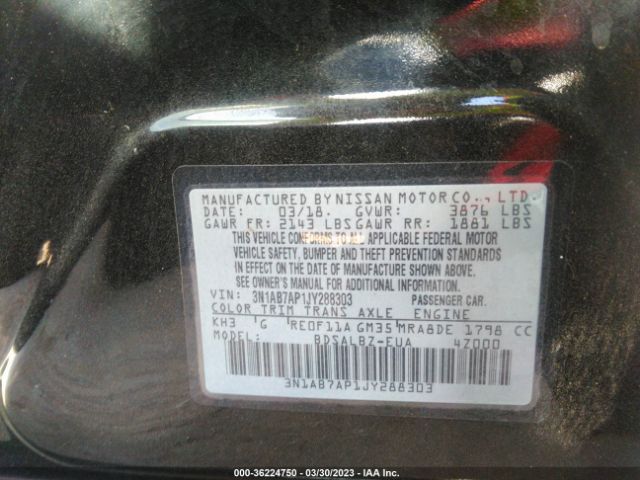 MANUFACTURED BY NISSAN MOTOR CO., LTD.
DATE: 03/18. GVWR: 3876 LBS
GAWR FR: 2143 LBS GAWR RR: 1881 LBS
THIS VEHICLE CONFORMS TO ALL APPLICABLE FEDERAL MOTOR
VEHICLE SAFETY, BUMPER AND THEFT PREVENTION STANDARDS
IN EFFECT ON THE DATE OF MANUFACTURE SHOWN ABOVE.
SEE OWNER'S MANUAL FOR ADDITIONAL INFORMATION.
VIN: 3N1AB7AP1JY288303 PASSENGER CAR.
COLOR TRIM TRANS AXLE ENGINE
KH3 G RE0F11A GM35 MRA8DE 1798 CC
MODEL: BDSALBZ-EUA 4Z000
3N1AB7AP1JY288303
000-36224750 — 03/30/2023 — IAA Inc.